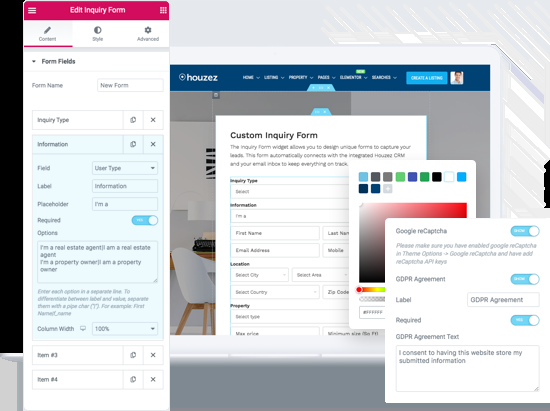 Edit Inquiry Form
Content
Style
Advanced
Form Fields
Form Name
New Form
Inquiry Type
Information
Field
User Type
Label
Information
Placeholder
I'm a
Required
YES
Options
I'm a real estate agent|I am a real estate
agent
I'm a property owner|I am a property
owner
Enter each option in a separate line. To
differentiate between label and value,
separate them with a pipe char ("|"). For example: First
Name|f_name
Column Width
100%
Item #3
Item #4
houzez
HOME
LISTING
PROPERTY
PAGES
ELEMENTOR
NEW
SEARCHES
CREATE A LISTING
Custom Inquiry Form
The Inquiry Form widget allows you to design unique forms to capture your
leads. This form automatically connects with the integrated Houzez CRM
and your email inbox to keep everything on track.
Inquiry Type
Select
Information
I'm a
First Name
Last Nam
Email Address
Mobile
Location
Select City
Select Area
Select Country
Zip Code
Property
Select type
Max price
Minimum size (Sq Ft)
#FFFFFF
Google reCaptcha
SHOW
Please make sure you have enabled google reCaptcha
in Theme Options -> Google reCaptcha and have add
reCaptcha API keys
GDPR Agreement
SHOW
Label
GDPR Agreement
Required
YES
GDPR Agreement Text
I consent to having this website store my
submitted information